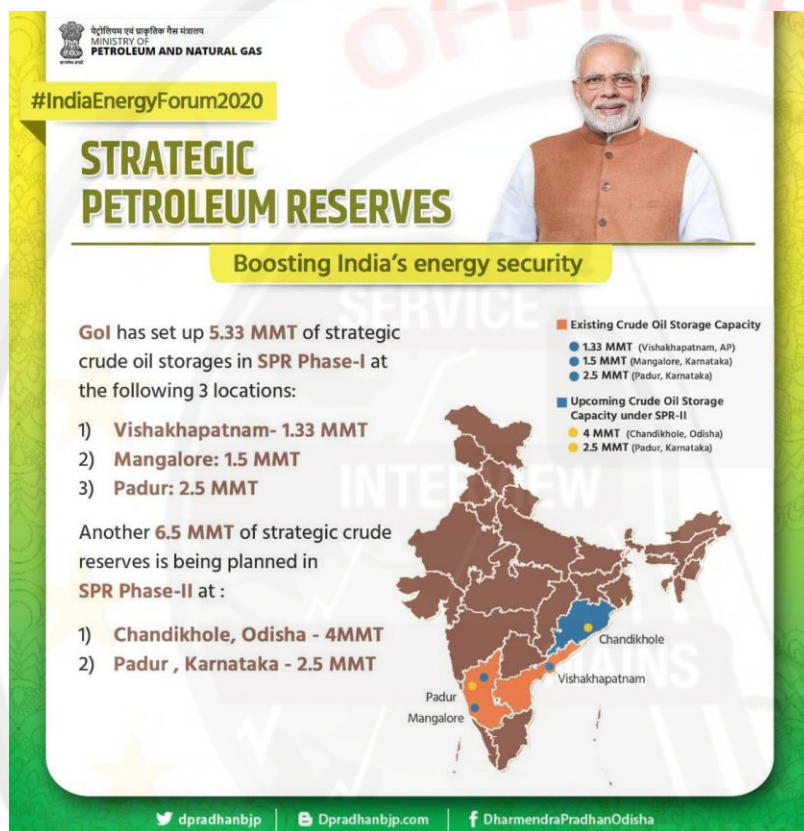 पेट्रोलियम एवं प्राकृतिक गैस मंत्रालय
MINISTRY OF
PETROLEUM AND NATURAL GAS
OFFICER
#IndiaEnergyForum2020
STRATEGIC
PETROLEUM RESERVES
Boosting India's energy security
SERVICE
GoI has set up 5.33 MMT of strategic
crude oil storages in SPR Phase-I at
the following 3 locations:
1) Vishakhapatnam- 1.33 MMT
2) Mangalore: 1.5 MMT
3) Padur: 2.5 MMT
Another 6.5 MMT of strategic crude
reserves is being planned in
SPR Phase-II at :
1) Chandikhole, Odisha - 4MMT
2) Padur , Karnataka - 2.5 MMT
Existing Crude Oil Storage Capacity
1.33 MMT (Vishakhapatnam, AP)
1.5 MMT (Mangalore, Karnataka)
2.5 MMT (Padur, Karnataka)
Upcoming Crude Oil Storage
Capacity under SPR-II
4 MMT (Chandikhole, Odisha)
2.5 MMT (Padur, Karnataka)
INTERVIEW
Chandikhole
Vishakhapatnam
Padur
Mangalore
dpradhanbjp
Dpradhanbjp.com
DharmendraPradhanOdisha